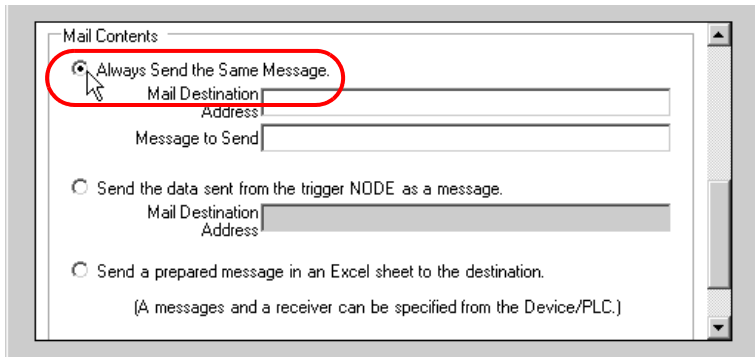 Mail Contents
Always Send the Same Message.
Mail Destination
Address
Message to Send
Send the data sent from the trigger NODE as a message.
Mail Destination
Address
Send a prepared message in an Excel sheet to the destination.
(A messages and a receiver can be specified from the Device/PLC.)